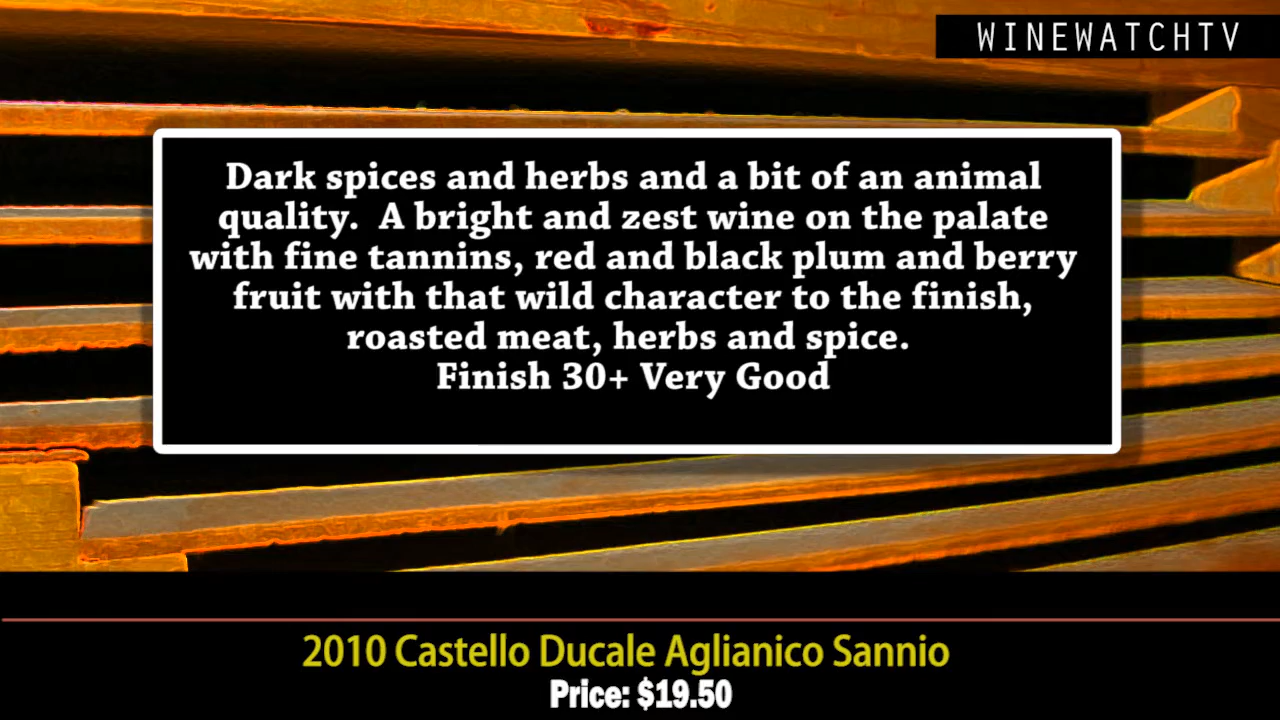 WINEWATCHTV
Dark spices and herbs and a bit of an animal
quality.  A bright and zest wine on the palate
with fine tannins, red and black plum and berry
fruit with that wild character to the finish,
roasted meat, herbs and spice.
Finish 30+ Very Good
2010 Castello Ducale Aglianico Sannio
Price: $19.50